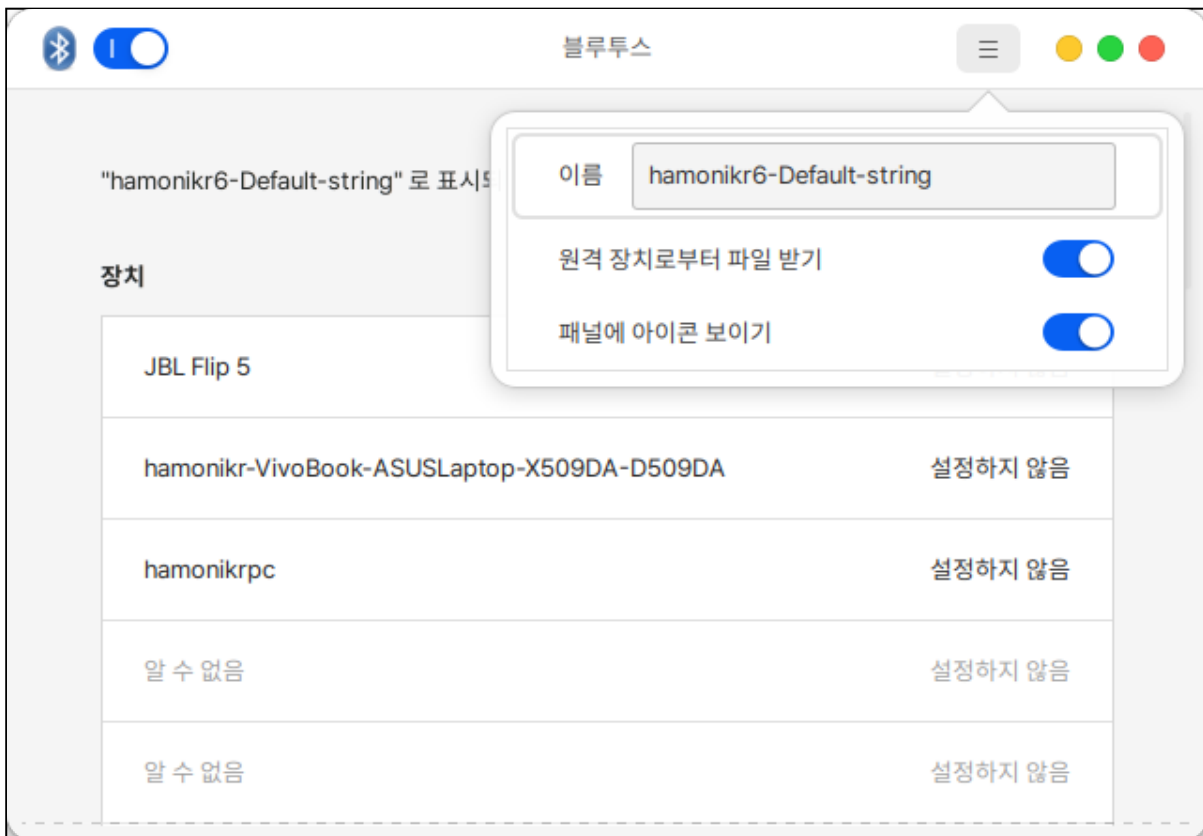 블루투스
이름 hamonikr6-Default-string
원격 장치로부터 파일 받기
패널에 아이콘 보이기
"hamonikr6-Default-string" 로
장치
JBL Flip 5
hamonikr-VivoBook-ASUSLaptop-X509DA-D509DA 설정하지 않음
hamonikrpc 설정하지 않음
알 수 없음 설정하지 않음
알 수 없음 설정하지 않음